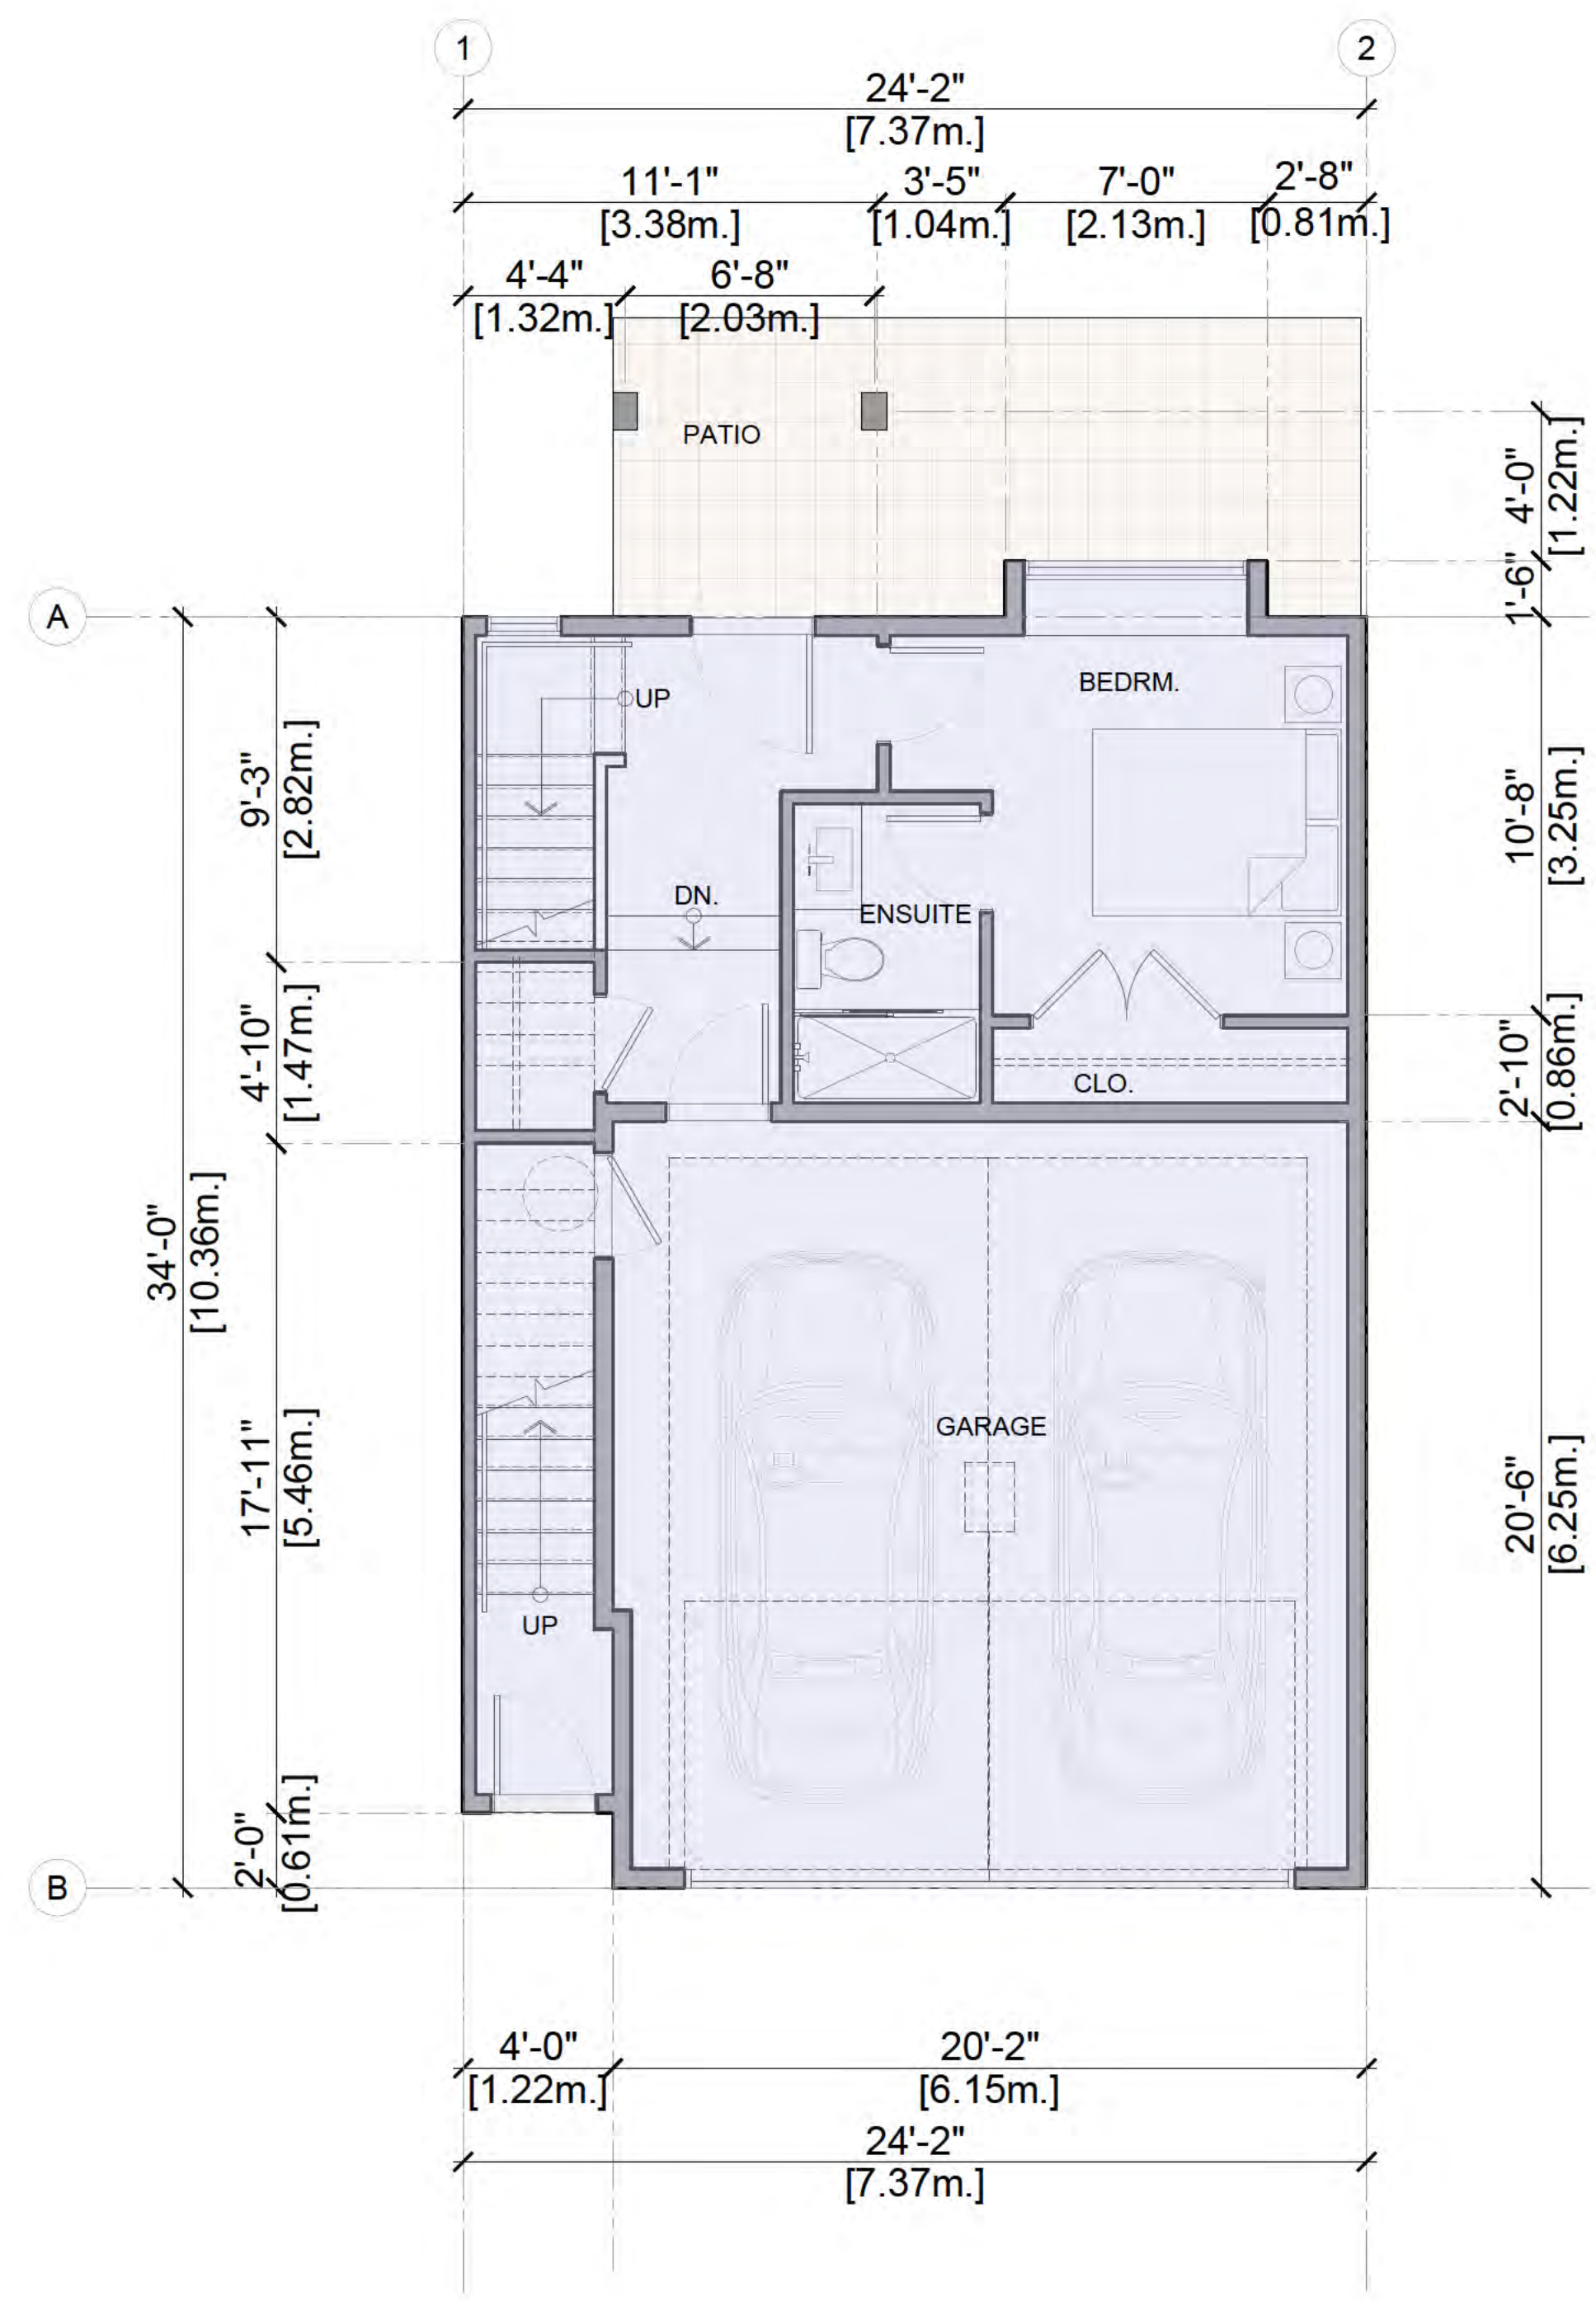 1
2
24'-2"
[7.37m.]
11'-1"
3'-5"
7'-0"
2'-8"
[3.38m.]
[1.04m.]
[2.13m.]
[0.81m.]
4'-4"
6'-8"
[1.32m.]
[2.03m.]
PATIO
4'-0"
[1.22m.]
1'-6"
A
BEDRM.
UP
9'-3"
[2.82m.]
10'-8"
[3.25m.]
DN.
ENSUITE
4'-10"
[1.47m.]
2'-10"
[0.86m.]
CLO.
34'-0"
[10.36m.]
17'-11"
[5.46m.]
GARAGE
20'-6"
[6.25m.]
UP
2'-0"
[0.61m.]
B
4'-0"
20'-2"
[1.22m.]
[6.15m.]
24'-2"
[7.37m.]